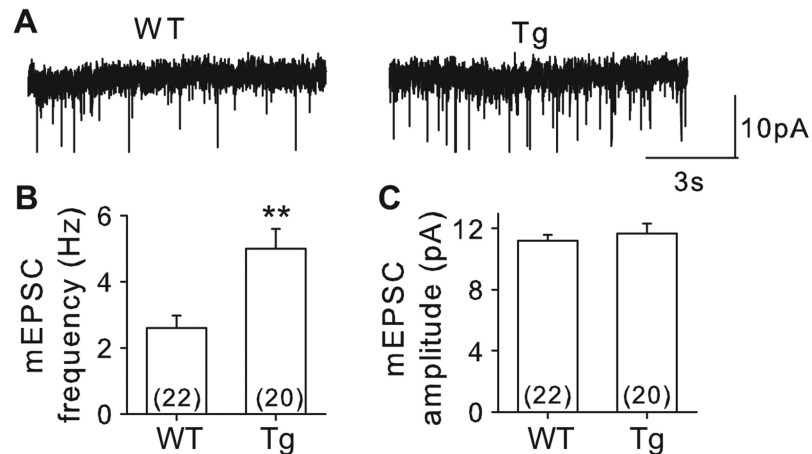 A
WT
Tg
10pA
3s
B
mEPSC
frequency (Hz)
6
4
2
0
**
(22)
(20)
WT
Tg
C
mEPSC
amplitude (pA)
12
8
4
0
(22)
(20)
WT
Tg